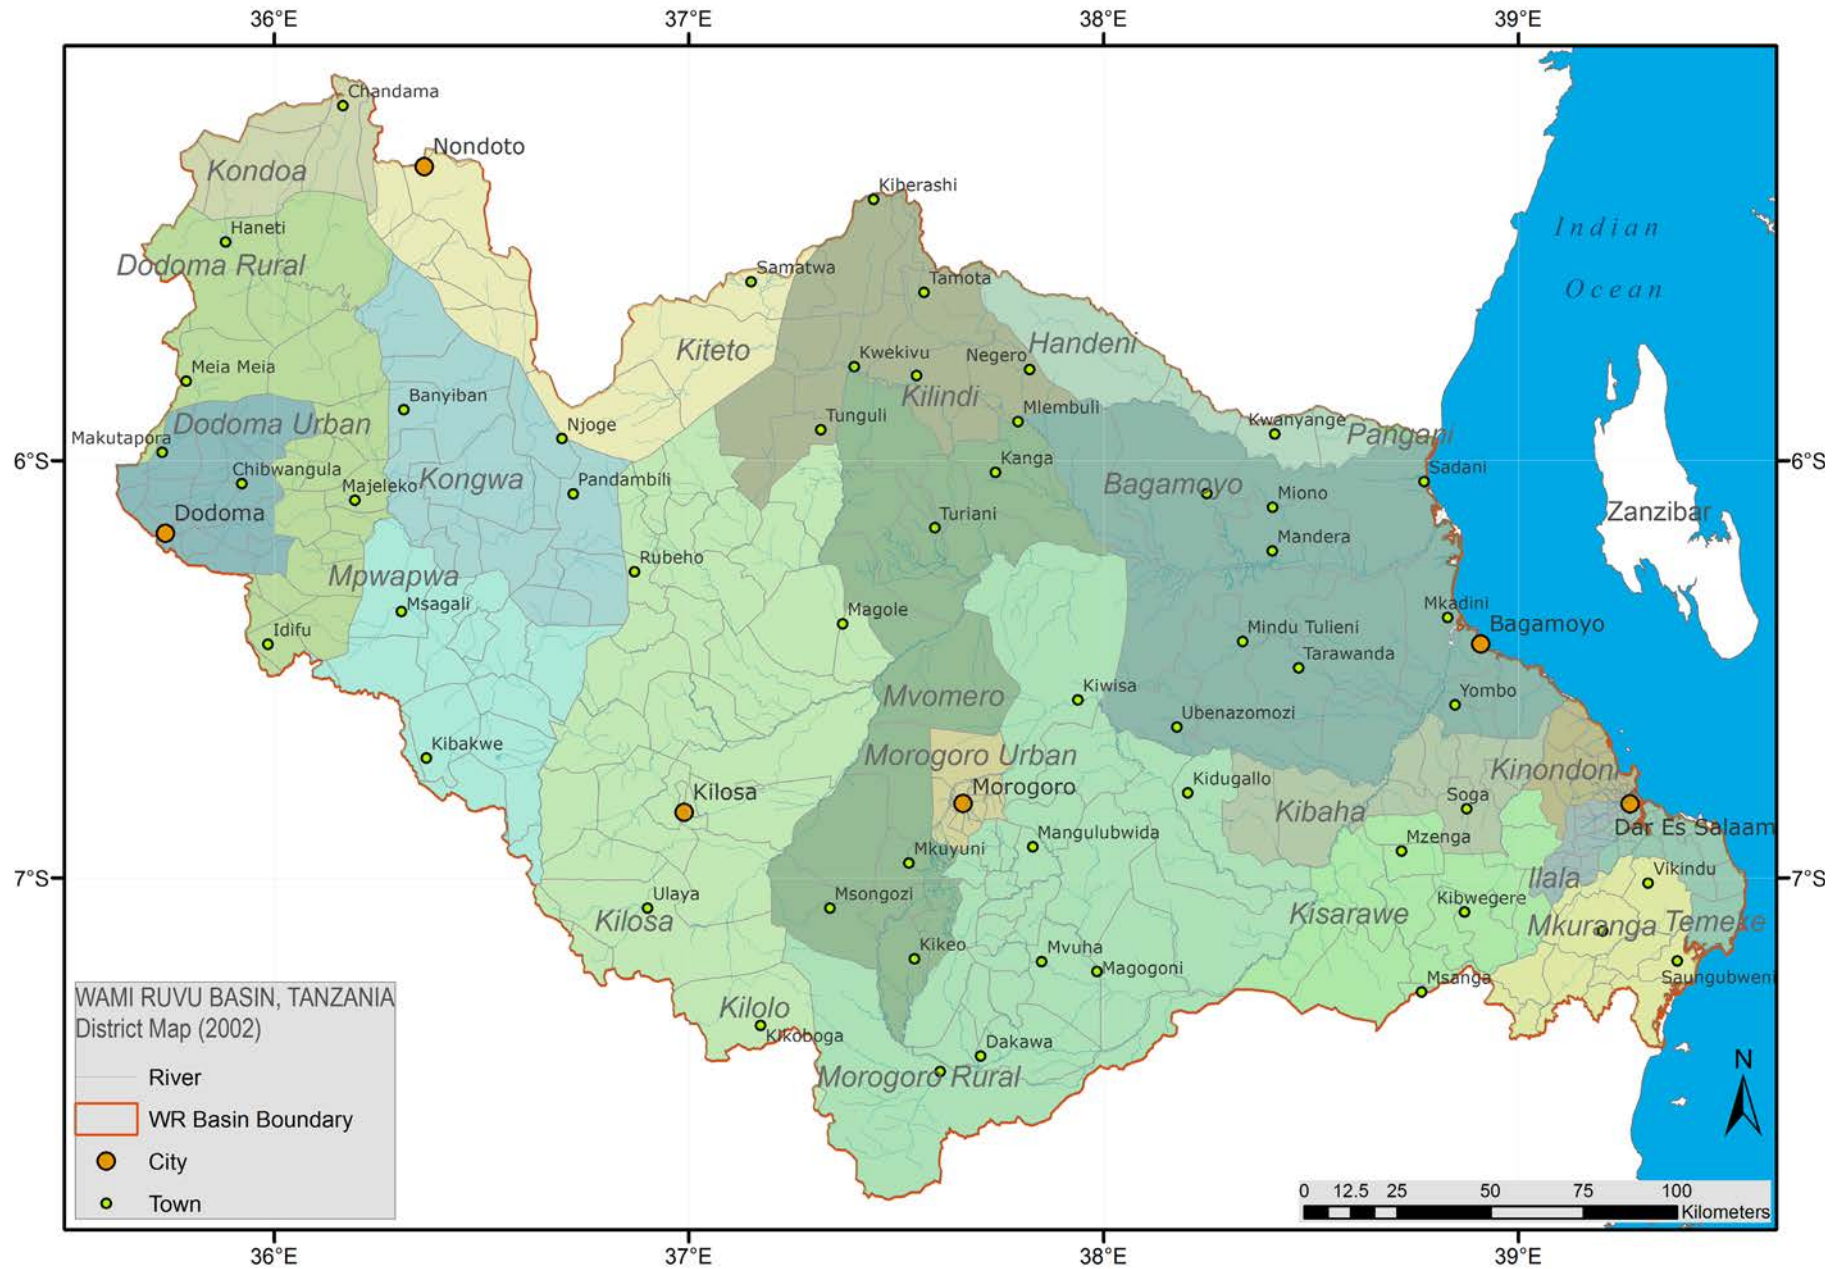 36°E
37°E
38°E
39°E
Chandama
Nondoto
Kondoa
Kiberashi
Haneti
Indian
Dodoma Rural
Samatwa
Tamota
Ocean
Handeni
Kiteto
Meia Meia
Kwekivu
Negero
Kilindi
Banyiban
Dodoma Urban
Tunguli
Mlembuli
Kwanyange
Makutapora
Njoge
Pangani
6°S
6°S
Chibwangula
Kanga
Sadani
Majeleko
Kongwa
Pandambili
Bagamoyo
Miono
Dodoma
Turiani
Zanzibar
Mandera
Rubeho
Mpwapwa
Msagali
Magole
Mkadini
Bagamoyo
Idifu
Mindu Tulieni
Tarawanda
Mvomero
Kiwisa
Yombo
Ubenazomozi
Kibakwe
Morogoro Urban
Kinondoni
Kidugallo
Kilosa
Morogoro
Soga
Kibaha
Dar Es Salaam
Mangulubwida
Mzenga
Mkuyuni
Vikindu
7°S
7°S
Ilala
Ulaya
Msongozi
Kibwegere
Kilosa
Kisarawe
Mkuranga
Temeke
Kikeo
Mvuha
Magogoni
Msanga
Saungubweni
WAMI RUVU BASIN, TANZANIA
District Map (2002)
Kilolo
Kikoboga
Dakawa
Morogoro Rural
River
N
WR Basin Boundary
City
Town
0 12.5 25 50 75 100
Kilometers
36°E
37°E
38°E
39°E